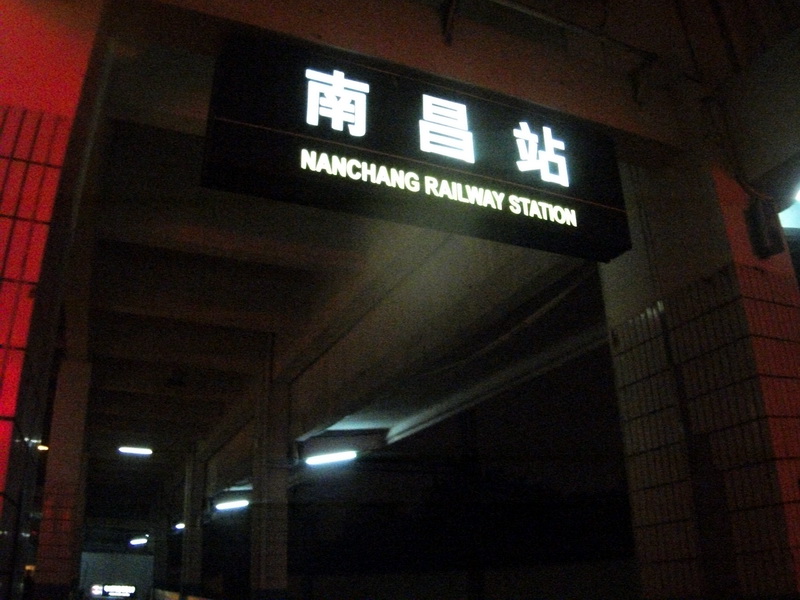 南昌站
NANCHANG RAILWAY STATION